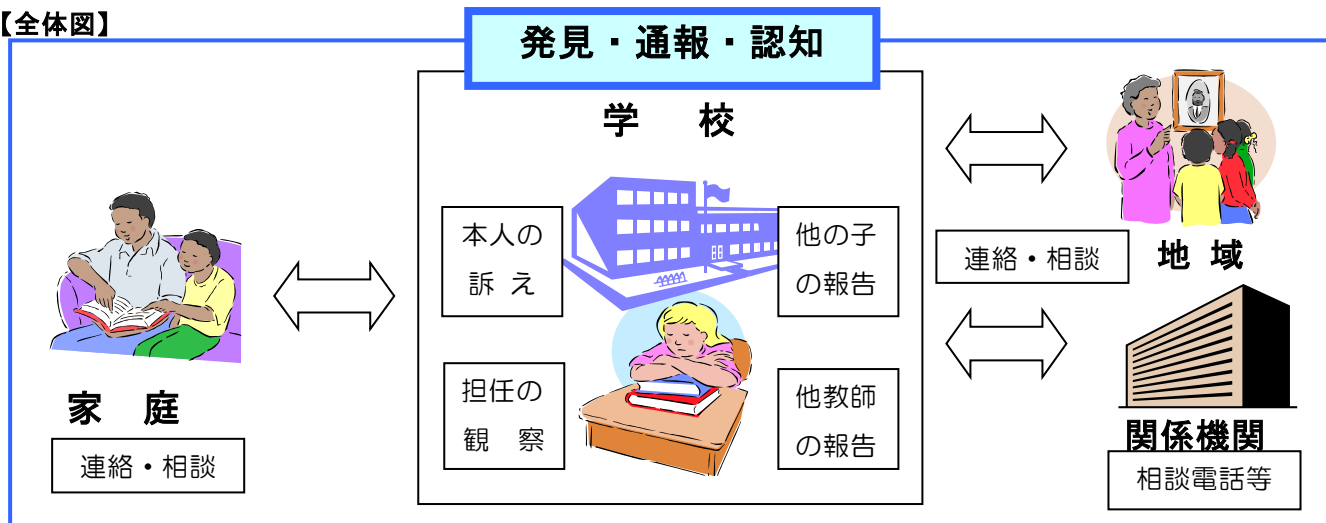 【全体図】
発見・通報・認知
学　校
本人の
訴 え
他の子
の報告
担任の
観　察
他教師
の報告
家　庭
連絡・相談
連絡・相談
地 域
関係機関
相談電話等